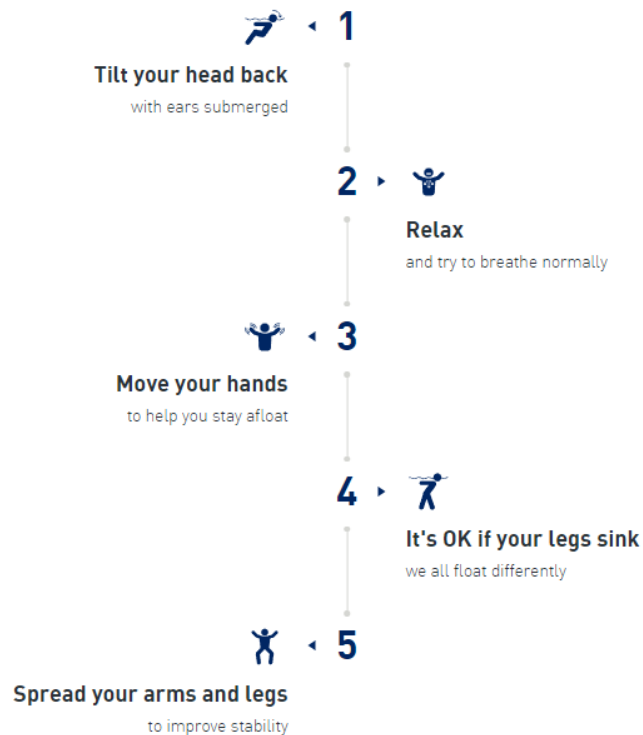 1
Tilt your head back
with ears submerged
2
Relax
and try to breathe normally
3
Move your hands
to help you stay afloat
4
It's OK if your legs sink
we all float differently
5
Spread your arms and legs
to improve stability